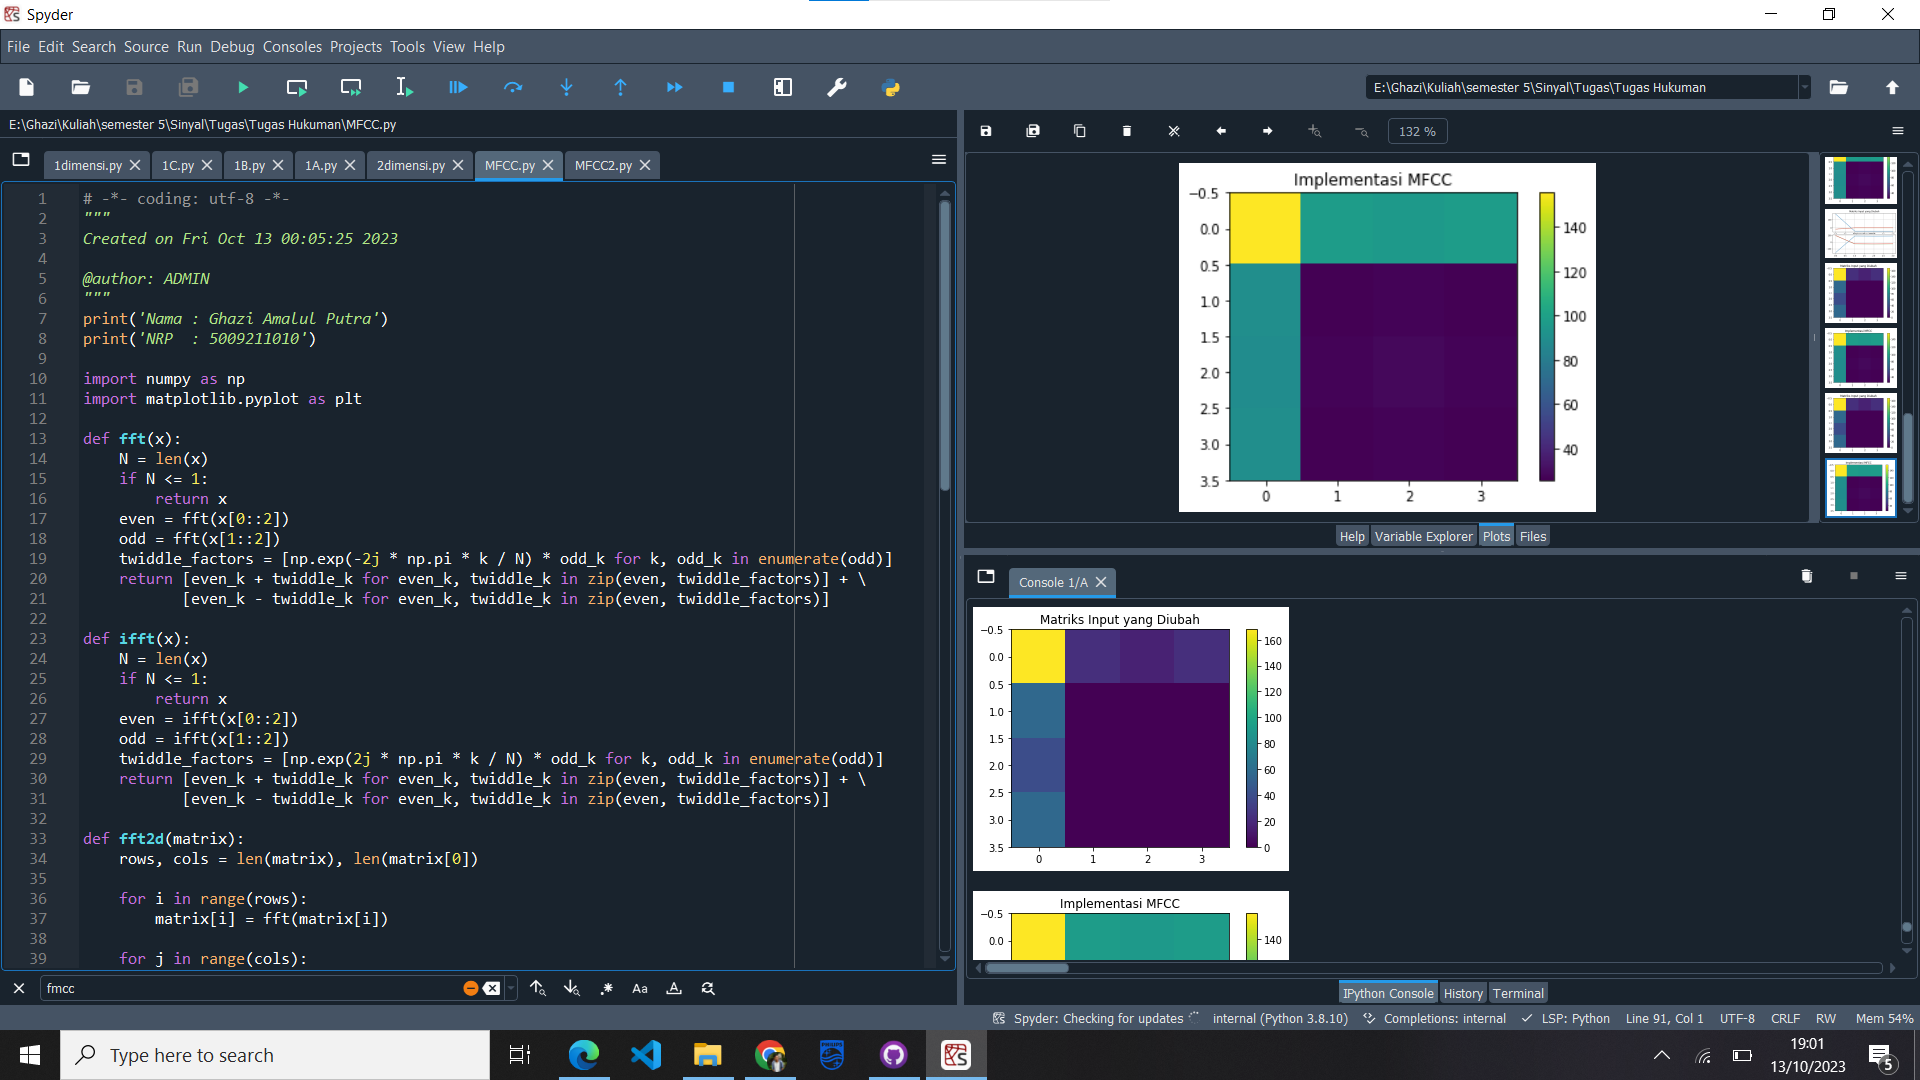 Spyder
File Edit Search Source Run Debug Consoles Projects Tools View Help
E:\Ghazi\Kuliah\semester 5\Sinyal\Tugas\Tugas Hukuman
E:\Ghazi\Kuliah\semester 5\Sinyal\Tugas\Tugas Hukuman\MFCC.py
1dimensi.py 1C.py 1B.py 1A.py 2dimensi.py MFCC.py MFCC2.py
1 # -*- coding: utf-8 -*-
2 """
3 Created on Fri Oct 13 00:05:25 2023
4
5 @author: ADMIN
6 """
7 print('Nama : Ghazi Amalul Putra')
8 print('NRP  : 5009211010')
9
10 import numpy as np
11 import matplotlib.pyplot as plt
12
13 def fft(x):
14     N = len(x)
15     if N <= 1:
16         return x
17     even = fft(x[0::2])
18     odd = fft(x[1::2])
19     twiddle_factors = [np.exp(-2j * np.pi * k / N) * odd_k for k, odd_k in enumerate(odd)]
20     return [even_k + twiddle_k for even_k, twiddle_k in zip(even, twiddle_factors)] + \
21            [even_k - twiddle_k for even_k, twiddle_k in zip(even, twiddle_factors)]
22
23 def ifft(x):
24     N = len(x)
25     if N <= 1:
26         return x
27     even = ifft(x[0::2])
28     odd = ifft(x[1::2])
29     twiddle_factors = [np.exp(2j * np.pi * k / N) * odd_k for k, odd_k in enumerate(odd)]
30     return [even_k + twiddle_k for even_k, twiddle_k in zip(even, twiddle_factors)] + \
31            [even_k - twiddle_k for even_k, twiddle_k in zip(even, twiddle_factors)]
32
33 def fft2d(matrix):
34     rows, cols = len(matrix), len(matrix[0])
35
36     for i in range(rows):
37         matrix[i] = fft(matrix[i])
38
39     for j in range(cols):
fmcc
Aa
132 %
Implementasi MFCC
−0.5
0.0
0.5
1.0
1.5
2.0
2.5
3.0
3.5
0 1 2 3
140
120
100
80
60
40
Help Variable Explorer Plots Files
Console 1/A
Matriks Input yang Diubah
−0.5
0.0
0.5
1.0
1.5
2.0
2.5
3.0
3.5
0 1 2 3
160
140
120
100
80
60
40
20
0
Implementasi MFCC
−0.5
0.0
140
IPython Console History Terminal
Spyder: Checking for updates internal (Python 3.8.10) Completions: internal LSP: Python Line 91, Col 1 UTF-8 CRLF RW Mem 54%
Type here to search
19:01
13/10/2023
5